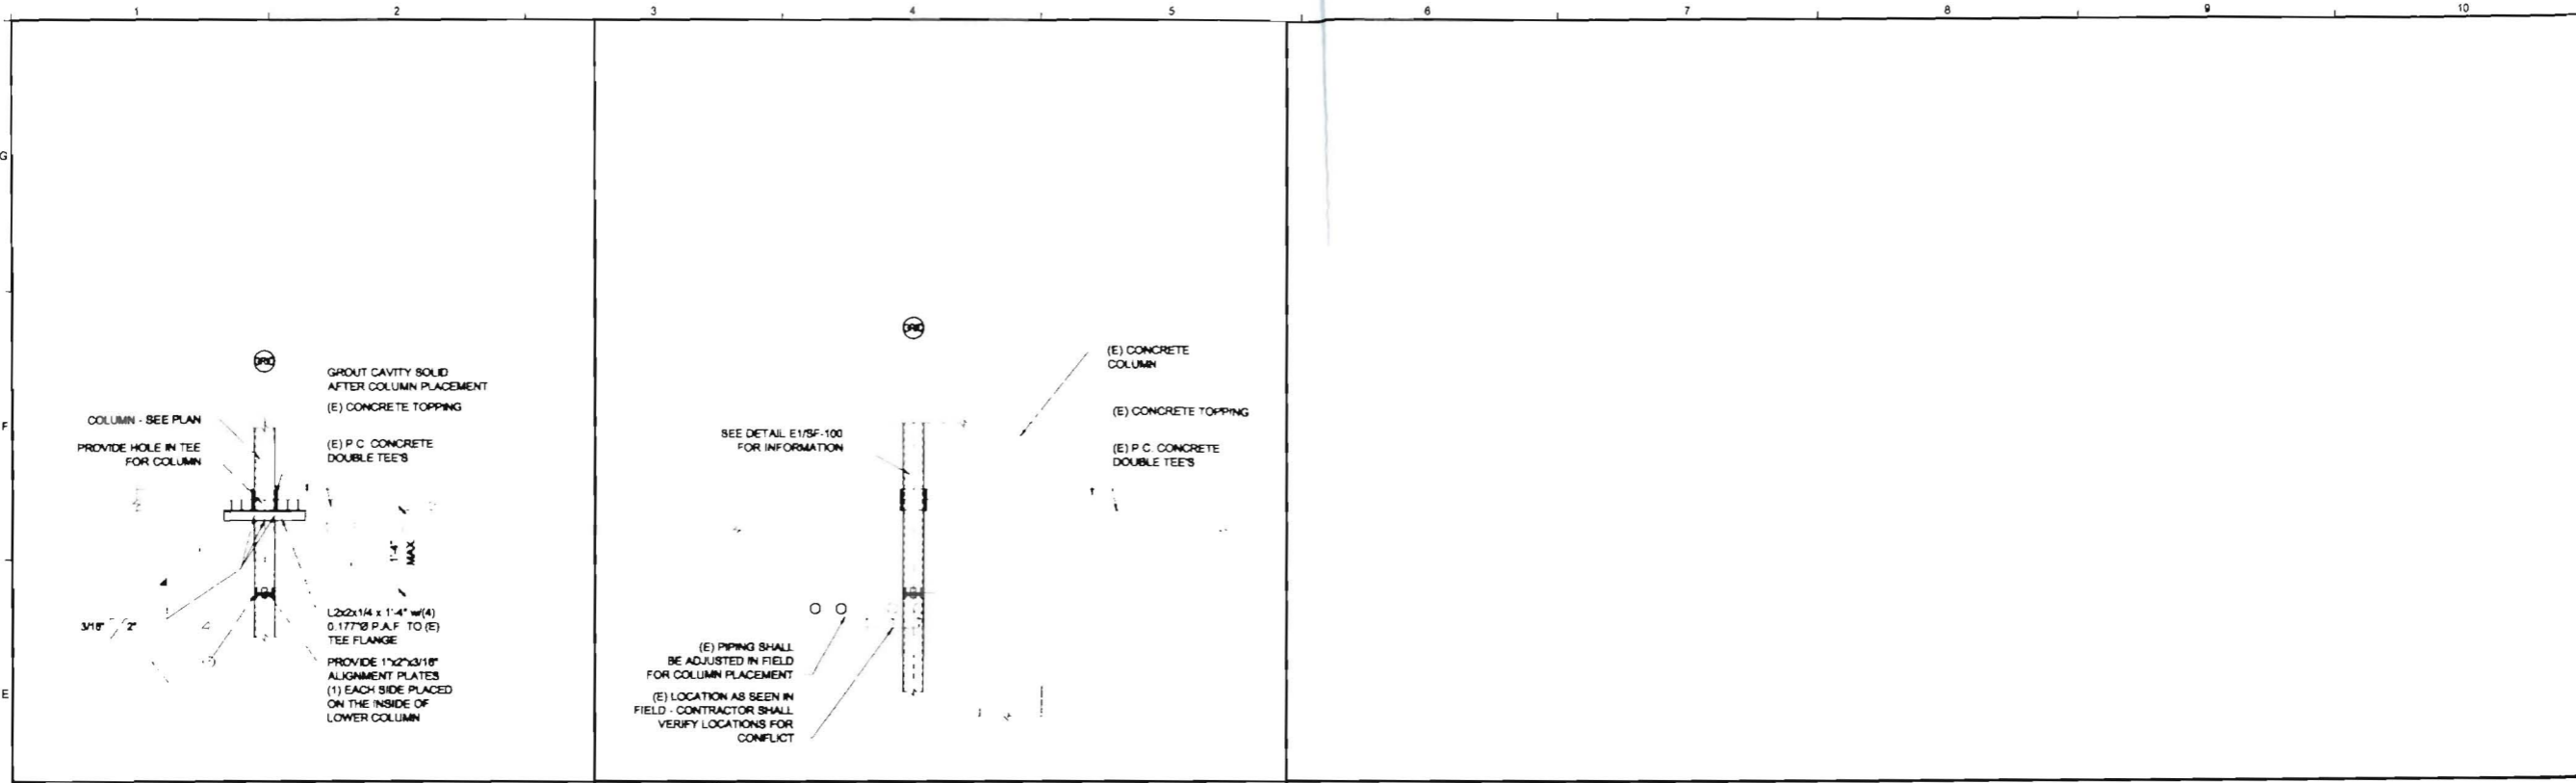 1
2
3
4
5
6
7
8
9
10
G
F
E
GROUT CAVITY SOLID
AFTER COLUMN PLACEMENT
(E) CONCRETE TOPPING
COLUMN - SEE PLAN
PROVIDE HOLE IN TEE
FOR COLUMN
(E) P.C. CONCRETE
DOUBLE TEE'S
1'-4"
MAX
3/16"
2"
L2x2x1/4 x 1'-4" w/(4)
0.177"Ø P.A.F. TO (E)
TEE FLANGE
PROVIDE 1"x2"x3/16"
ALIGNMENT PLATES
(1) EACH SIDE PLACED
ON THE INSIDE OF
LOWER COLUMN
(E) CONCRETE
COLUMN
(E) CONCRETE TOPPING
SEE DETAIL E1/SF-100
FOR INFORMATION
(E) P.C. CONCRETE
DOUBLE TEE'S
(E) PIPING SHALL
BE ADJUSTED IN FIELD
FOR COLUMN PLACEMENT
(E) LOCATION AS SEEN IN
FIELD - CONTRACTOR SHALL
VERIFY LOCATIONS FOR
CONFLICT